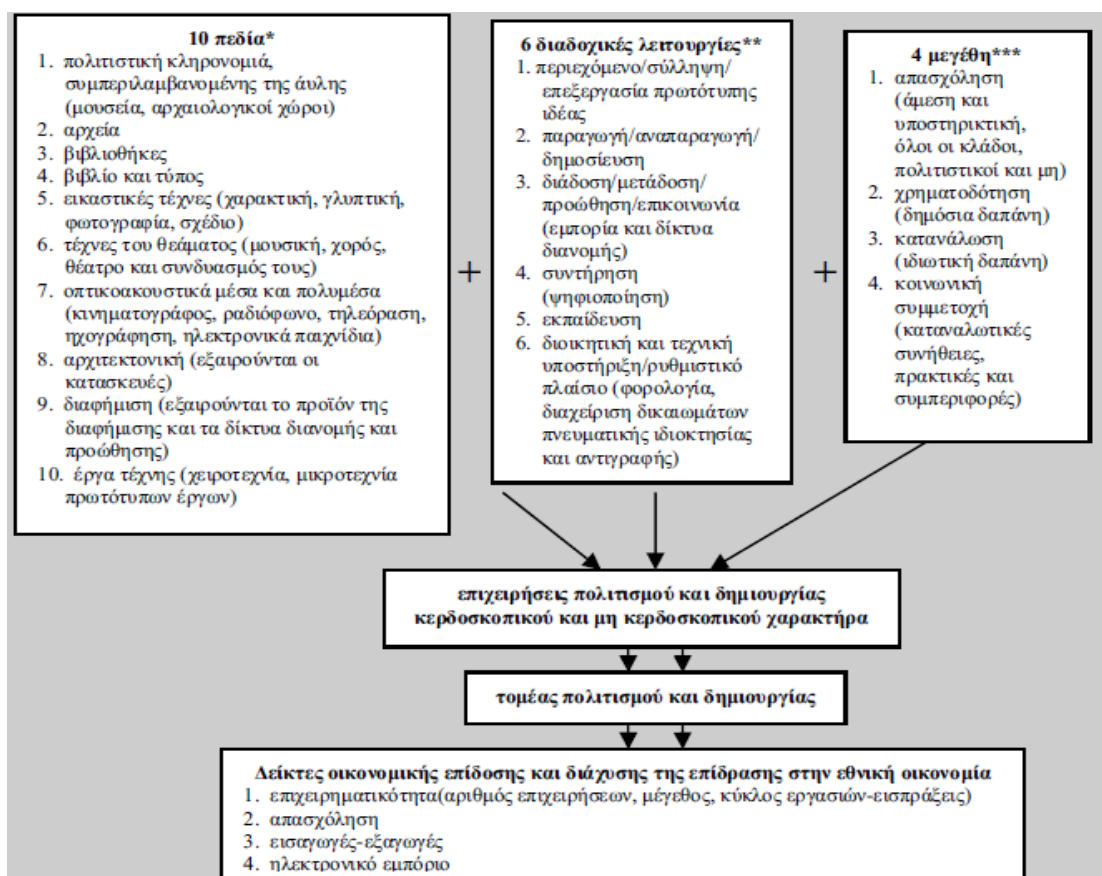 10 πεδία*
1. πολιτιστική κληρονομιά,
συμπεριλαμβανομένης της άυλης
(μουσεία, αρχαιολογικοί χώροι)
2. αρχεία
3. βιβλιοθήκες
4. βιβλίο και τύπος
5. εικαστικές τέχνες (χαρακτική, γλυπτική,
φωτογραφία, σχέδιο)
6. τέχνες του θεάματος (μουσική, χορός,
θέατρο και συνδυασμός τους)
7. οπτικοακουστικά μέσα και πολυμέσα
(κινηματογράφος, ραδιόφωνο, τηλεόραση,
ηχογράφηση, ηλεκτρονικά παιχνίδια)
8. αρχιτεκτονική (εξαιρούνται οι
κατασκευές)
9. διαφήμιση (εξαιρούνται το προϊόν της
διαφήμισης και τα δίκτυα διανομής και
προώθησης)
10. έργα τέχνης (χειροτεχνία, μικροτεχνία
πρωτότυπων έργων)
+
6 διαδοχικές λειτουργίες**
1. περιεχόμενο/σύλληψη/
επεξεργασία πρωτότυπης
ιδέας
2. παραγωγή/αναπαραγωγή/
δημοσίευση
3. διάδοση/μετάδοση/
προώθηση/επικοινωνία
(εμπορία και δίκτυα
διανομής)
4. συντήρηση
(ψηφιοποίηση)
5. εκπαίδευση
6. διοικητική και τεχνική
υποστήριξη/ρυθμιστικό
πλαίσιο (φορολογία,
διαχείριση δικαιωμάτων
πνευματικής ιδιοκτησίας
και αντιγραφής)
+
4 μεγέθη***
1. απασχόληση
(άμεση και
υποστηρικτική,
όλοι οι κλάδοι,
πολιτιστικοί και μη)
2. χρηματοδότηση
(δημόσια δαπάνη)
3. κατανάλωση
(ιδιωτική δαπάνη)
4. κοινωνική
συμμετοχή
(καταναλωτικές
συνήθειες,
πρακτικές και
συμπεριφορές)
επιχειρήσεις πολιτισμού και δημιουργίας
κερδοσκοπικού και μη κερδοσκοπικού χαρακτήρα
τομέας πολιτισμού και δημιουργίας
Δείκτες οικονομικής επίδοσης και διάχυσης της επίδρασης στην εθνική οικονομία
1. επιχειρηματικότητα(αριθμός επιχειρήσεων, μέγεθος, κύκλος εργασιών-εισπράξεις)
2. απασχόληση
3. εισαγωγές-εξαγωγές
4. ηλεκτρονικό εμπόριο